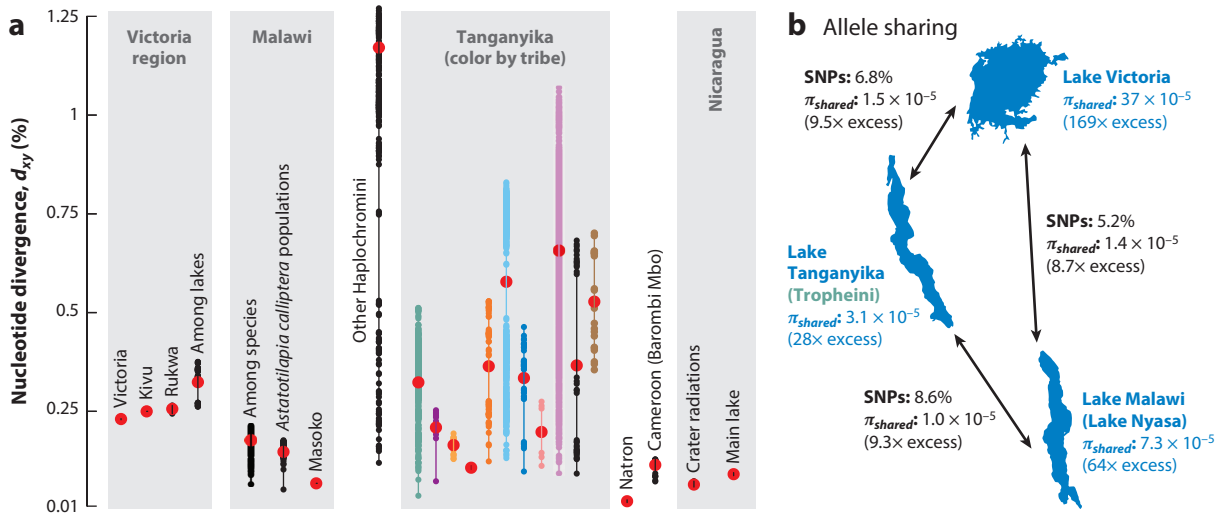 a
Nucleotide divergence, dxy (%)
1.25
1
0.75
0.5
0.25
0.01
Victoria
region
Victoria
Kivu
Rukwa
Among lakes
Malawi
Among species
Astatotilapia calliptera populations
Masoko
Other Haplochromini
Tanganyika
(color by tribe)
Natron
Cameroon (Barombi Mbo)
Nicaragua
Crater radiations
Main lake
b Allele sharing
SNPs: 6.8%
πshared: 1.5 × 10⁻⁵
(9.5× excess)
Lake Victoria
πshared: 37 × 10⁻⁵
(169× excess)
SNPs: 5.2%
πshared: 1.4 × 10⁻⁵
(8.7× excess)
Lake
Tanganyika
(Tropheini)
πshared: 3.1 × 10⁻⁵
(28× excess)
SNPs: 8.6%
πshared: 1.0 × 10⁻⁵
(9.3× excess)
Lake Malawi
(Lake Nyasa)
πshared: 7.3 × 10⁻⁵
(64× excess)